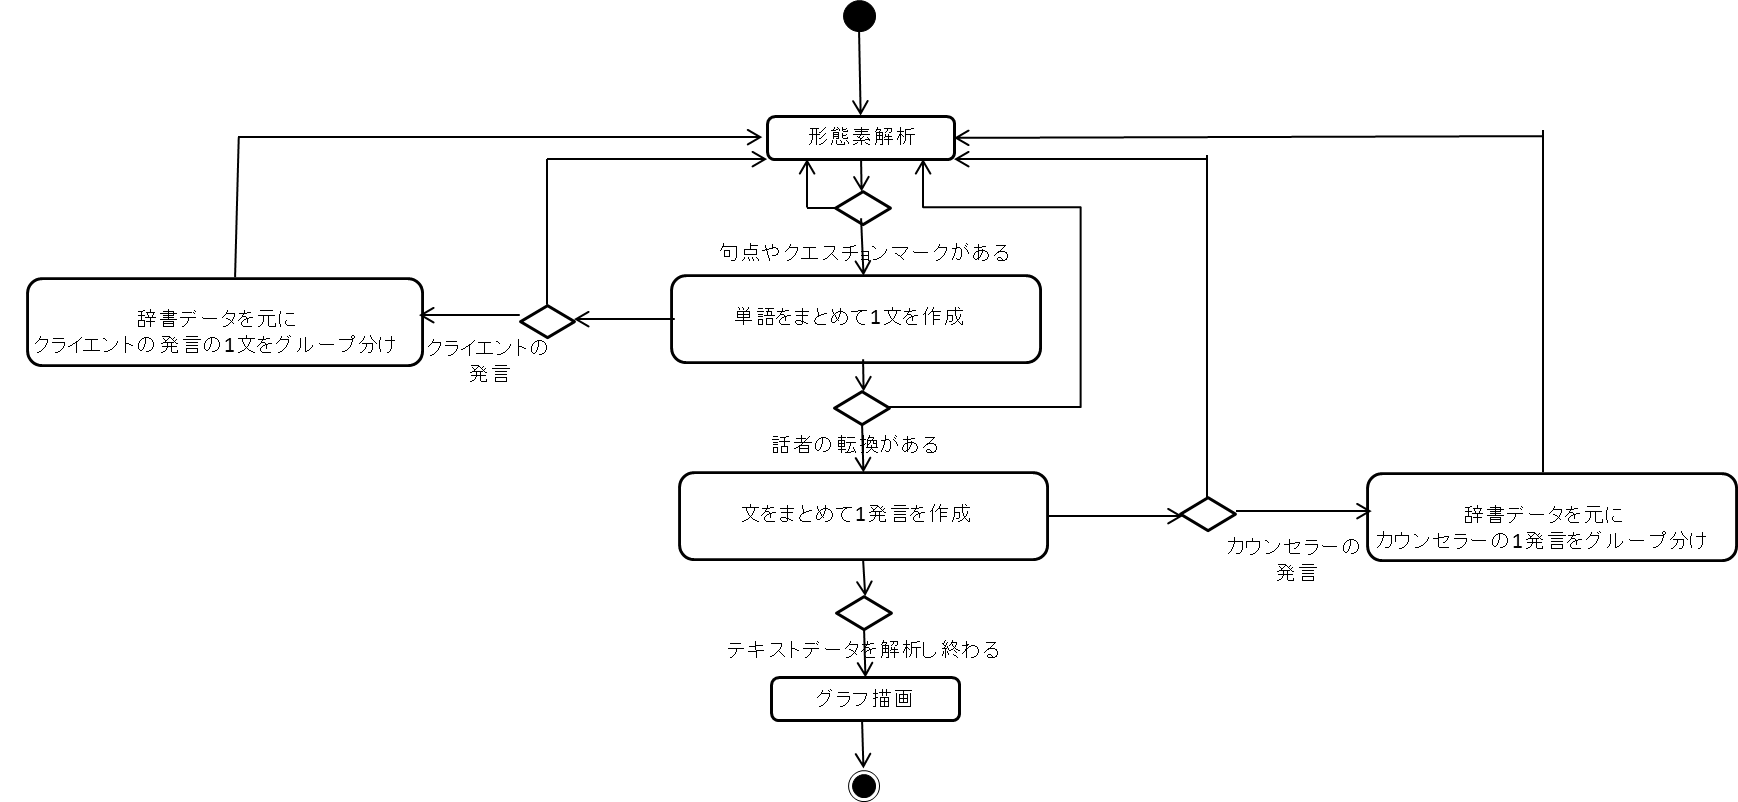 形態素解析
句点やクエスチョンマークがある
単語をまとめて1文を作成
辞書データを元に
クライエントの発言の1文をグループ分け
クライエントの
発言
話者の転換がある
文をまとめて1発言を作成
カウンセラーの
発言
辞書データを元に
カウンセラーの1発言をグループ分け
テキストデータを解析し終わる
グラフ描画